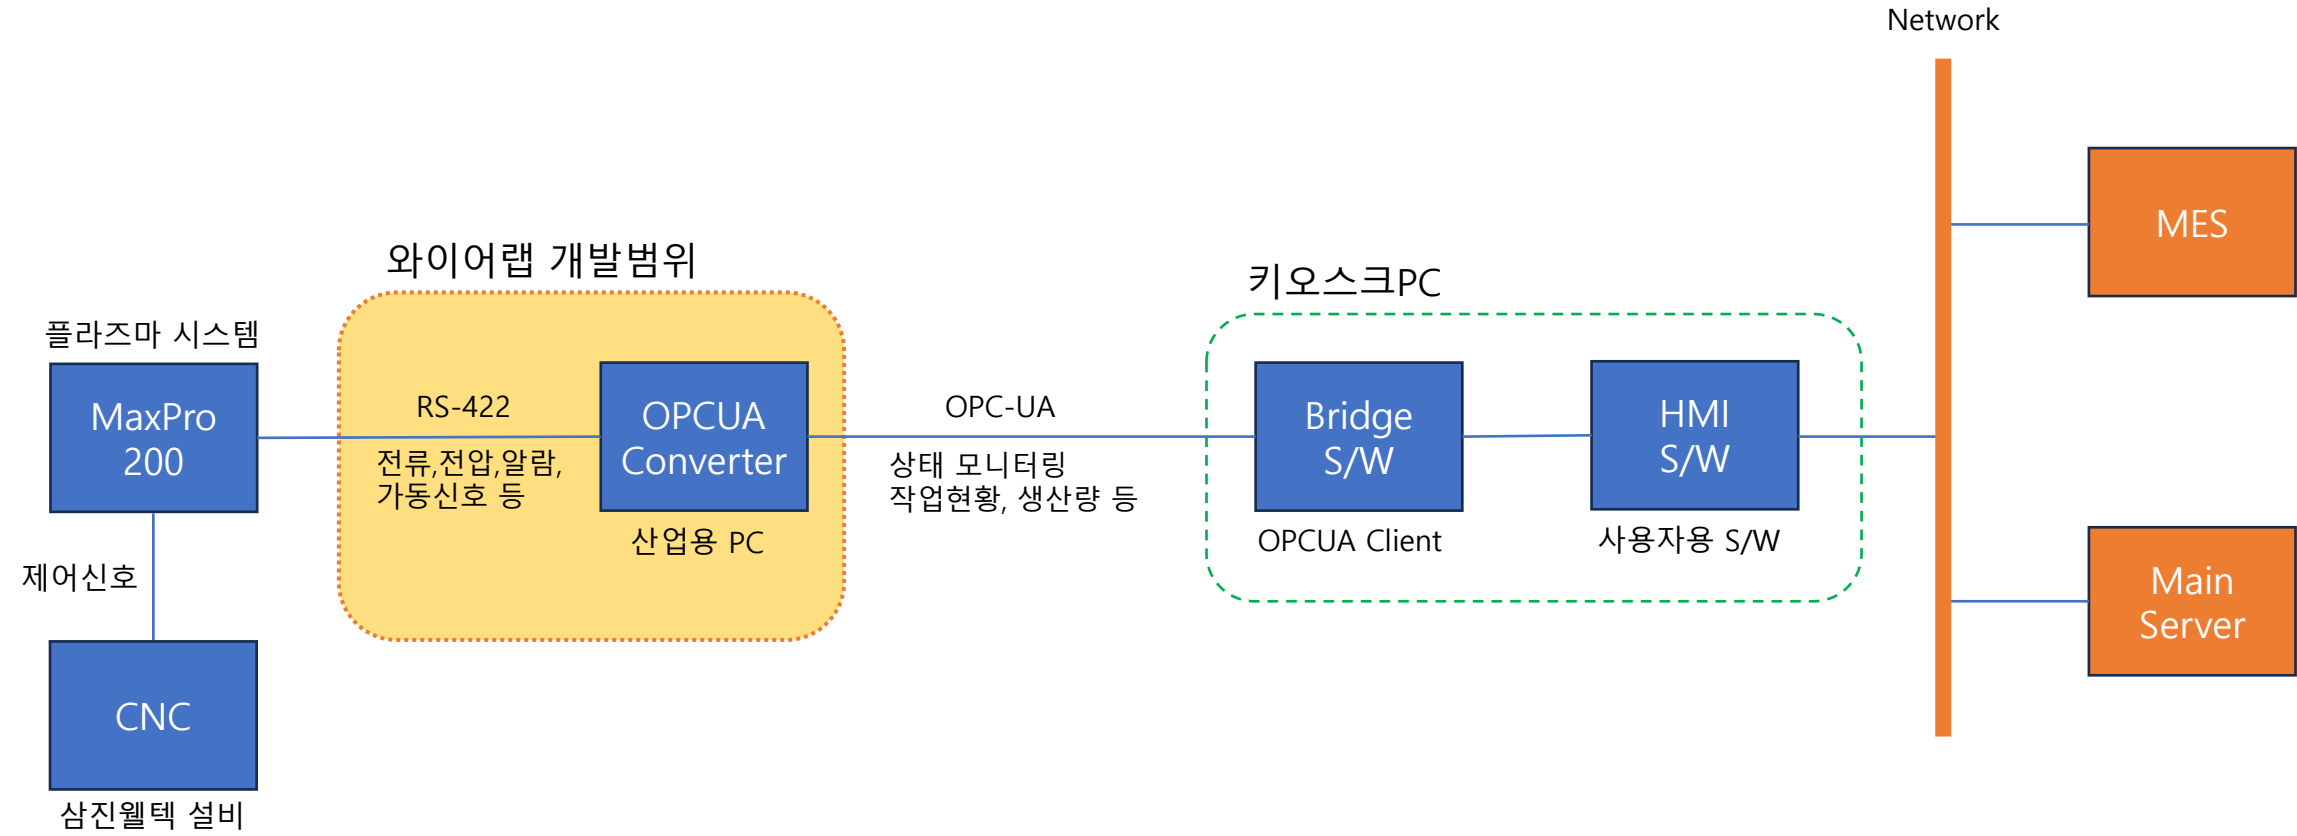 Network
MES
와이어랩 개발범위
키오스크PC
플라즈마 시스템
MaxPro
200
RS-422
전류,전압,알람,
가동신호 등
OPCUA
Converter
산업용 PC
OPC-UA
상태 모니터링
작업현황, 생산량 등
Bridge
S/W
OPCUA Client
HMI
S/W
사용자용 S/W
제어신호
Main
Server
CNC
삼진웰텍 설비